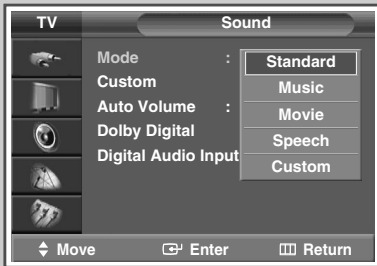 TV Sound
Mode : Standard
Custom Music
Auto Volume : Movie
Dolby Digital Speech
Digital Audio Input Custom
Move Enter Return